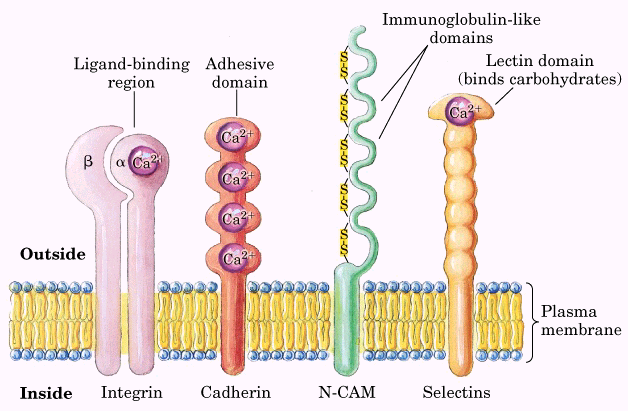 Immunoglobulin-like
domains
Ligand-binding
region
Adhesive
domain
Lectin domain
(binds carbohydrates)
S
S
S
S
S
S
S
S
S
S
β
α
Ca²⁺
Ca²⁺
Ca²⁺
Ca²⁺
Ca²⁺
Ca²⁺
Outside
Plasma
membrane
Inside
Integrin
Cadherin
N-CAM
Selectins